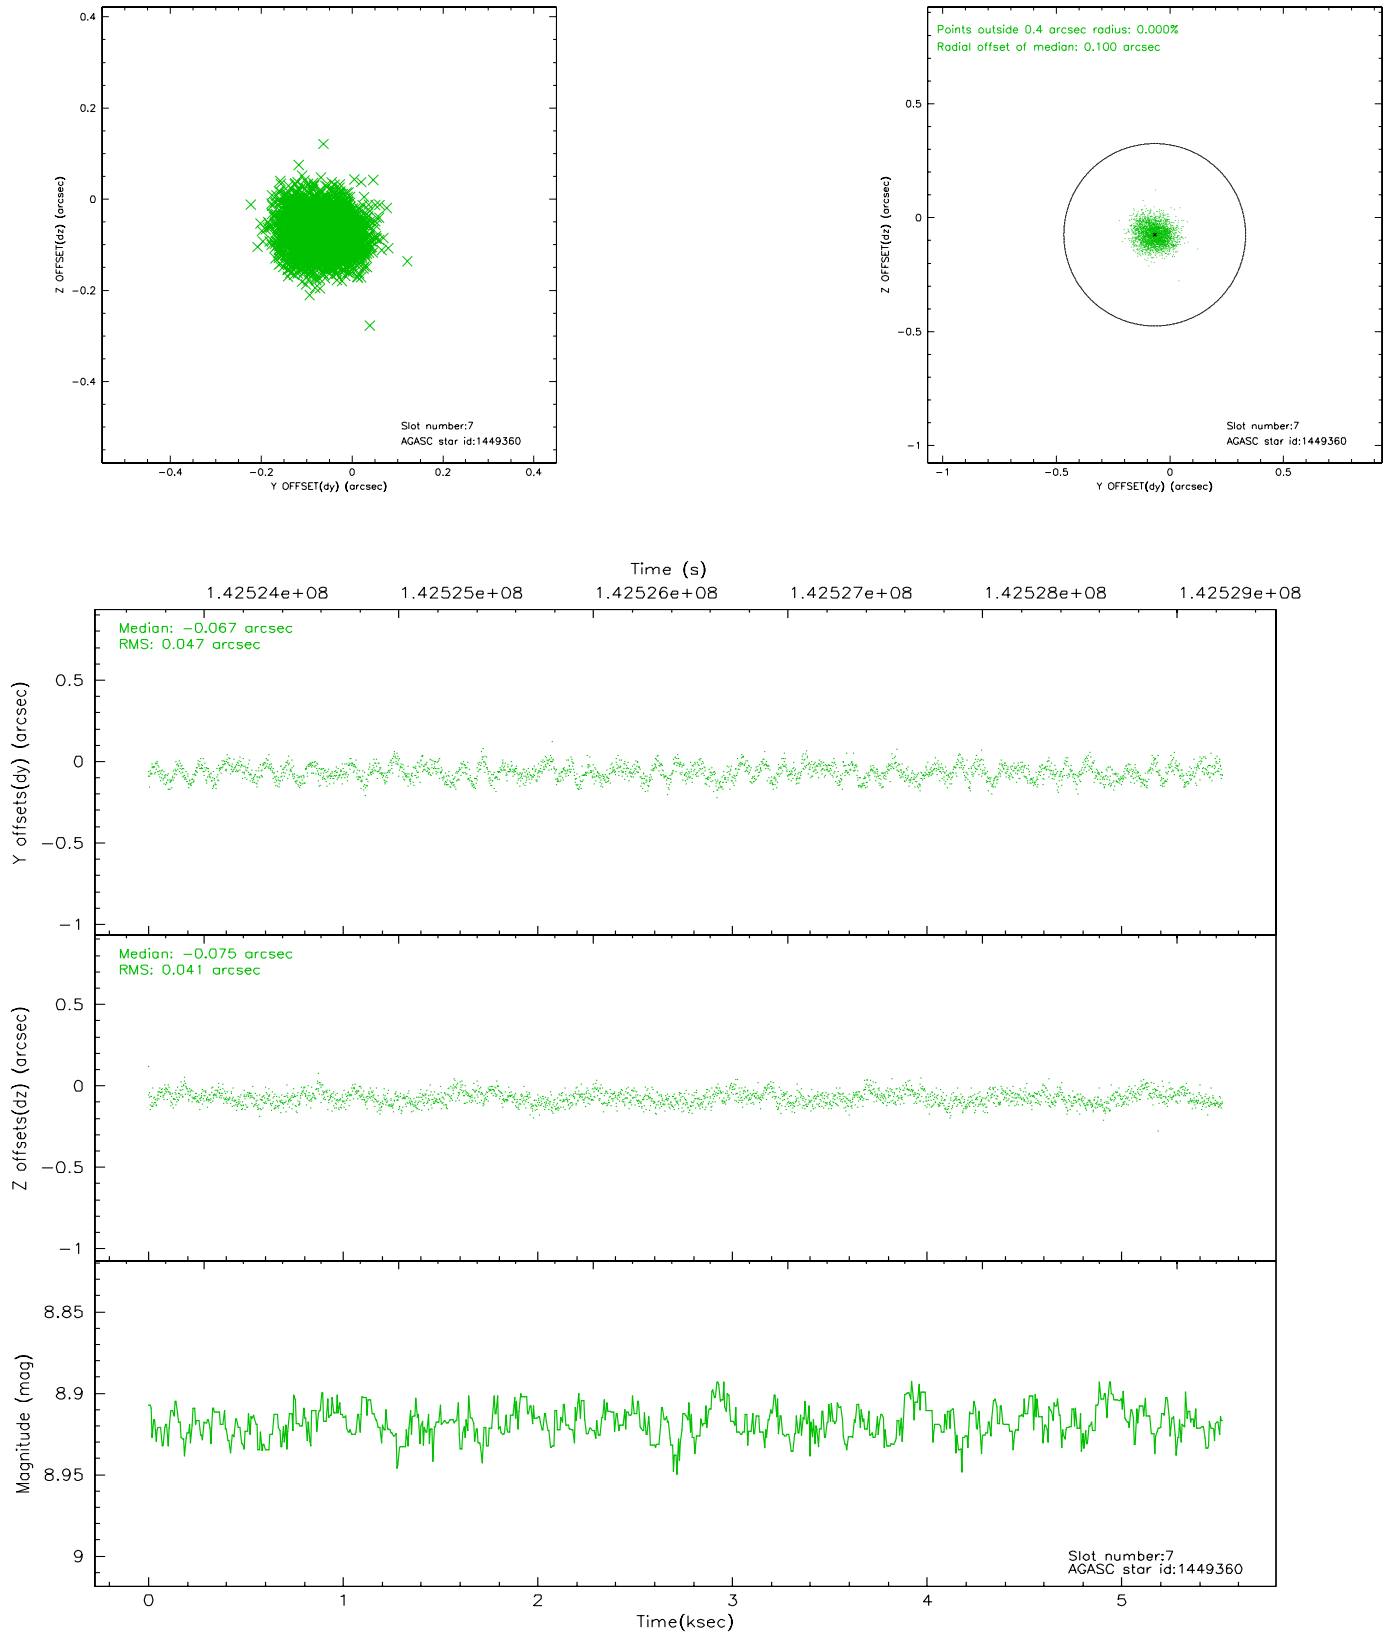 0.4
0.2
0
−0.2
−0.4
Z OFFSET(dz) (arcsec)
Slot number:7
AGASC star id:1449360
−0.4 −0.2 0 0.2 0.4
Y OFFSET(dy) (arcsec)
Points outside 0.4 arcsec radius: 0.000%
Radial offset of median: 0.100 arcsec
0.5
0
−0.5
−1
Z OFFSET(dz) (arcsec)
Slot number:7
AGASC star id:1449360
−1 −0.5 0 0.5
Y OFFSET(dy) (arcsec)
Time (s)
1.42524e+08 1.42525e+08 1.42526e+08 1.42527e+08 1.42528e+08 1.42529e+08
Median: −0.067 arcsec
RMS: 0.047 arcsec
0.5
0
−0.5
−1
Y offsets(dy) (arcsec)
Median: −0.075 arcsec
RMS: 0.041 arcsec
0.5
0
−0.5
−1
Z offsets(dz) (arcsec)
8.85
8.9
8.95
9
Magnitude (mag)
Slot number:7
AGASC star id:1449360
0 1 2 3 4 5
Time(ksec)